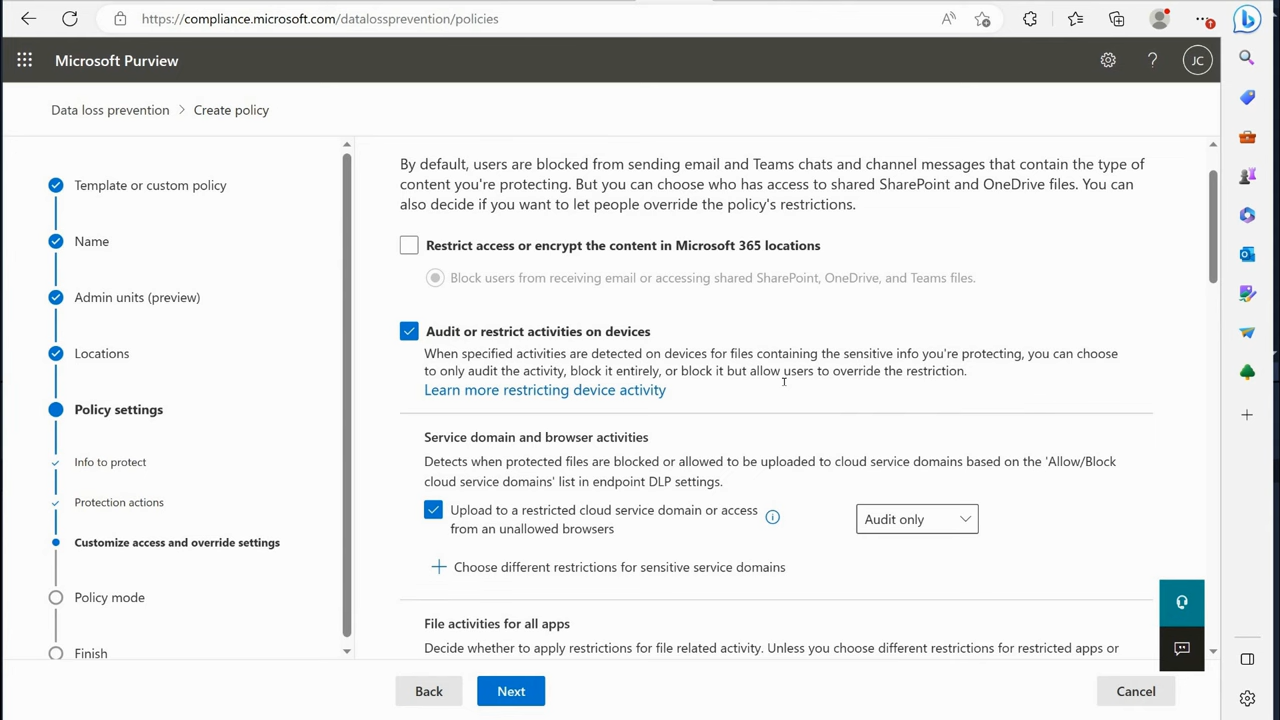 https://compliance.microsoft.com/datalossprevention/policies
Microsoft Purview
JC
Data loss prevention > Create policy
Template or custom policy
Name
Admin units (preview)
Locations
Policy settings
Info to protect
Protection actions
Customize access and override settings
Policy mode
Finish
By default, users are blocked from sending email and Teams chats and channel messages that contain the type of
content you're protecting. But you can choose who has access to shared SharePoint and OneDrive files. You can
also decide if you want to let people override the policy's restrictions.
Restrict access or encrypt the content in Microsoft 365 locations
Block users from receiving email or accessing shared SharePoint, OneDrive, and Teams files.
Audit or restrict activities on devices
When specified activities are detected on devices for files containing the sensitive info you're protecting, you can choose
to only audit the activity, block it entirely, or block it but allow users to override the restriction.
Learn more restricting device activity
Service domain and browser activities
Detects when protected files are blocked or allowed to be uploaded to cloud service domains based on the 'Allow/Block
cloud service domains' list in endpoint DLP settings.
Upload to a restricted cloud service domain or access
from an unallowed browsers
Audit only
Choose different restrictions for sensitive service domains
File activities for all apps
Decide whether to apply restrictions for file related activity. Unless you choose different restrictions for restricted apps or
Back
Next
Cancel